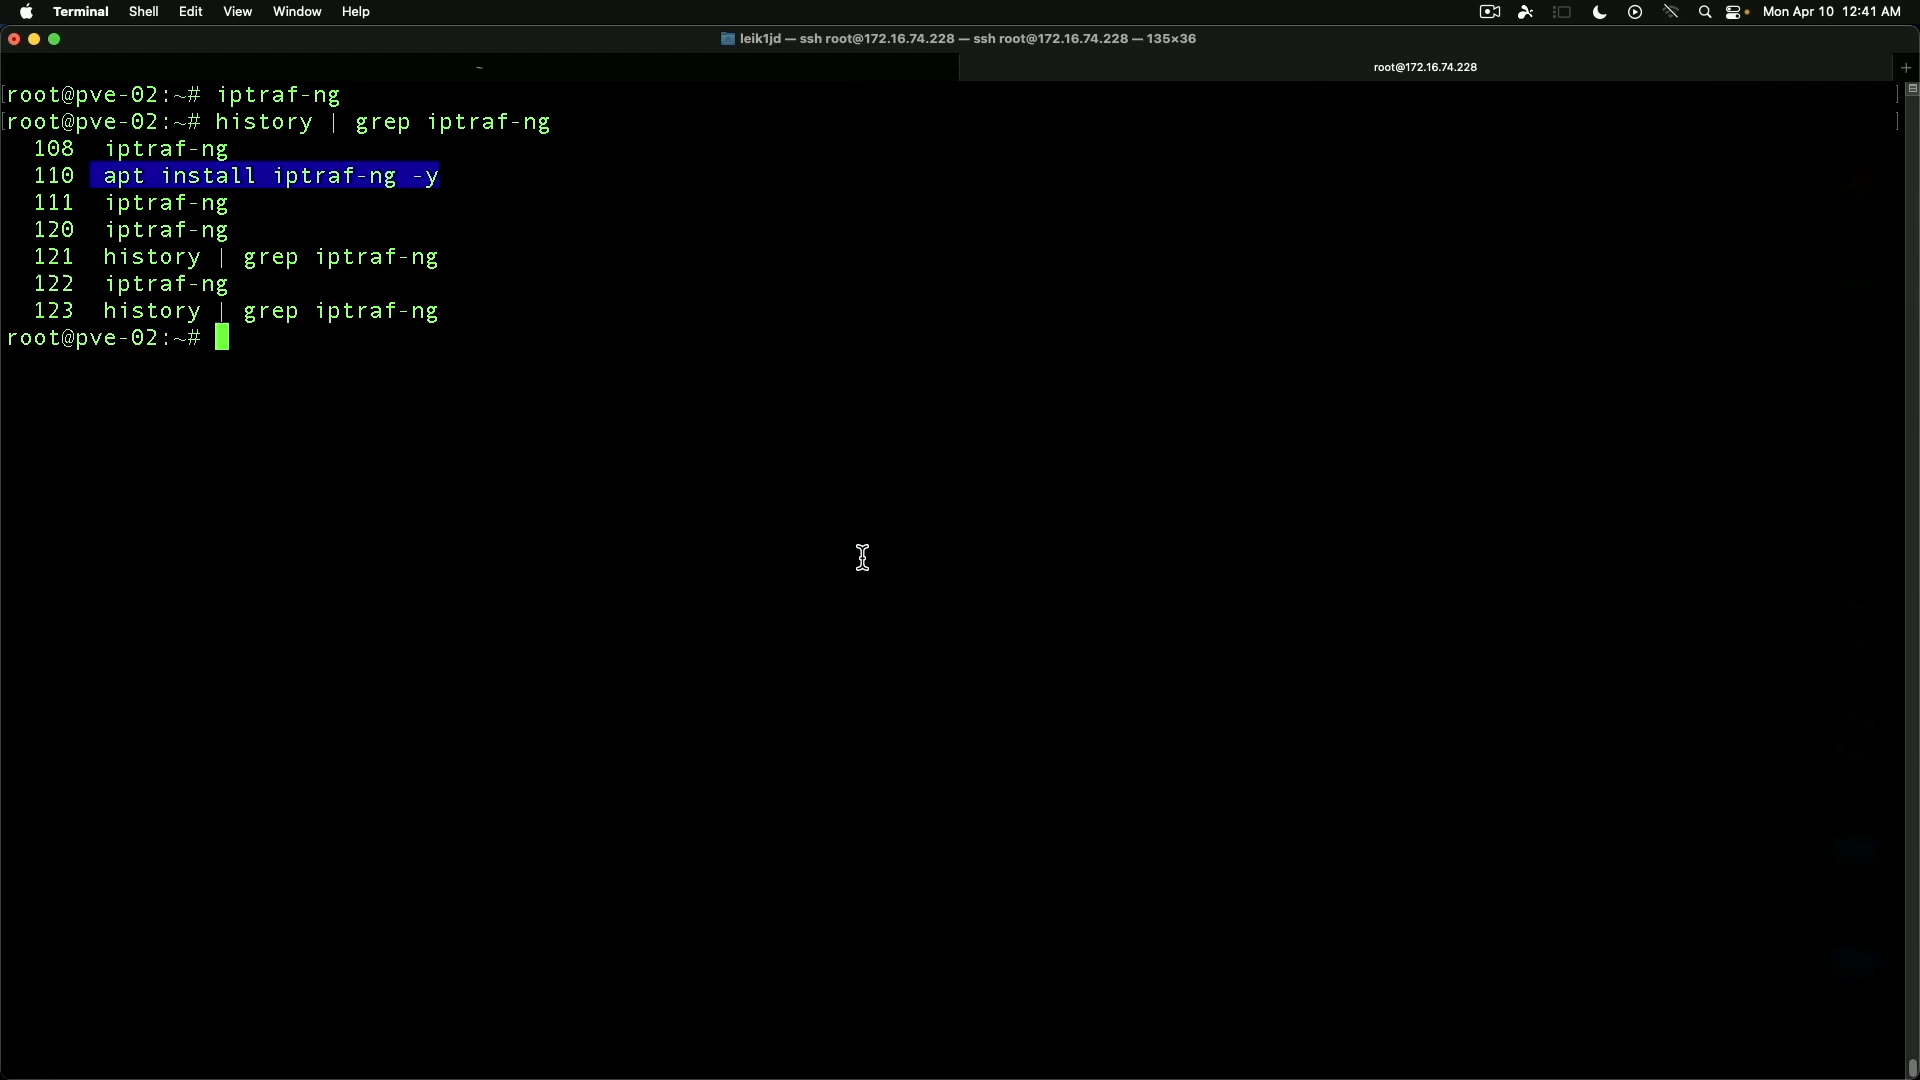 Terminal Shell Edit View Window Help Mon Apr 10 12:41 AM
leik1jd — ssh root@172.16.74.228 — ssh root@172.16.74.228 — 135×36
~ root@172.16.74.228 +
[root@pve-02:~# iptraf-ng ]
[root@pve-02:~# history | grep iptraf-ng ]
108 iptraf-ng
110 apt install iptraf-ng -y
111 iptraf-ng
120 iptraf-ng
121 history | grep iptraf-ng
122 iptraf-ng
123 history | grep iptraf-ng
root@pve-02:~#